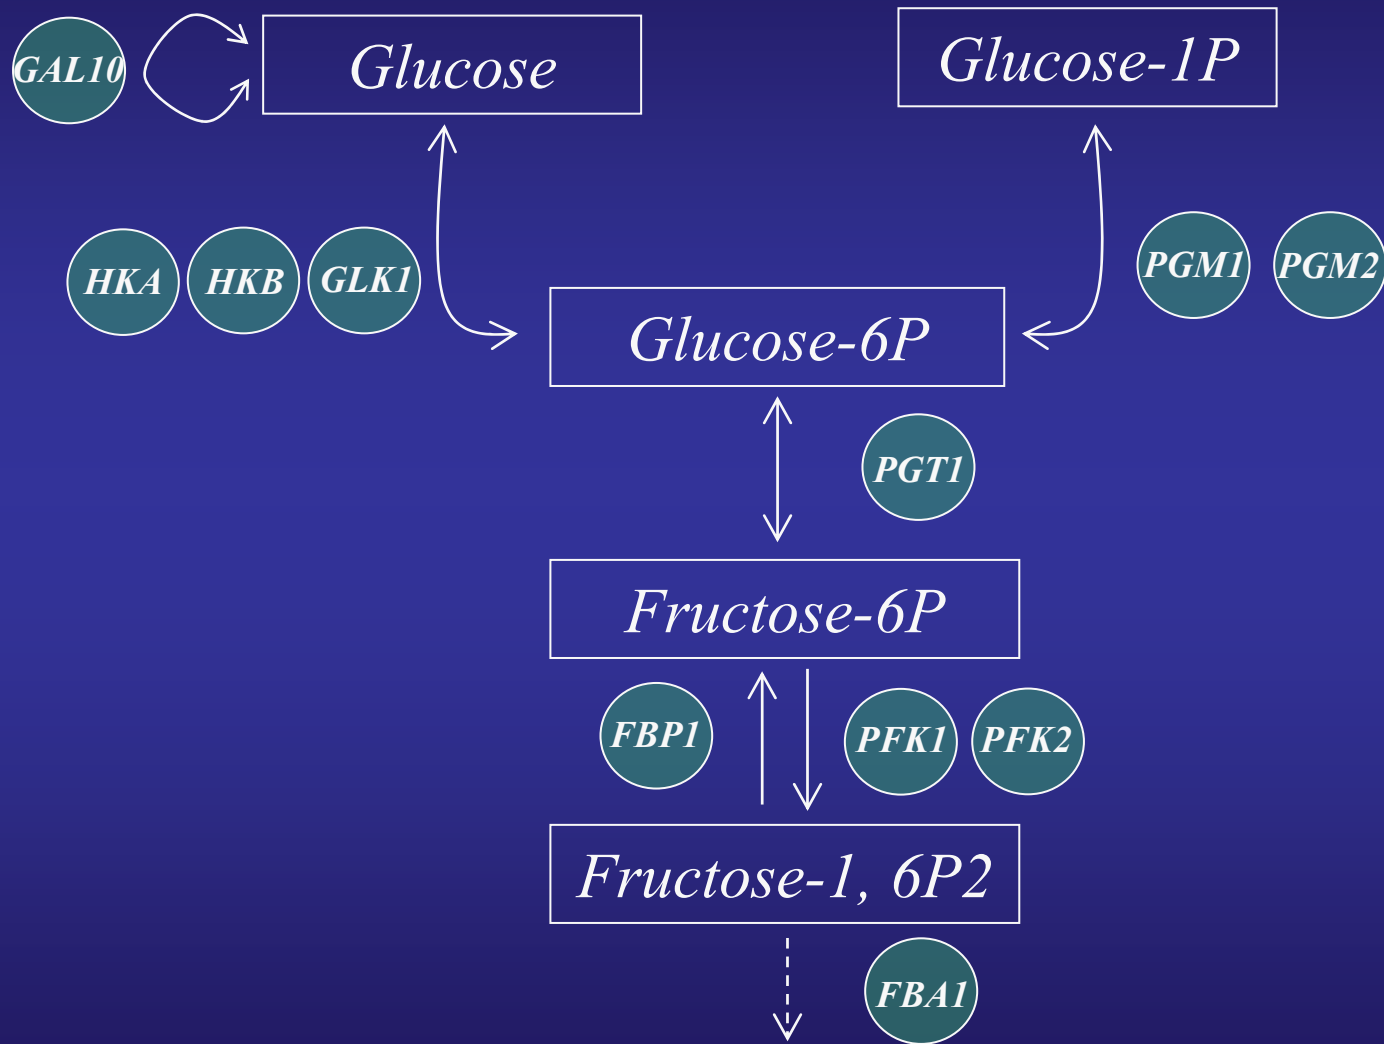 GAL10
Glucose
Glucose-1P
HKA
HKB
GLK1
PGM1
PGM2
Glucose-6P
PGT1
Fructose-6P
FBP1
PFK1
PFK2
Fructose-1, 6P2
FBA1